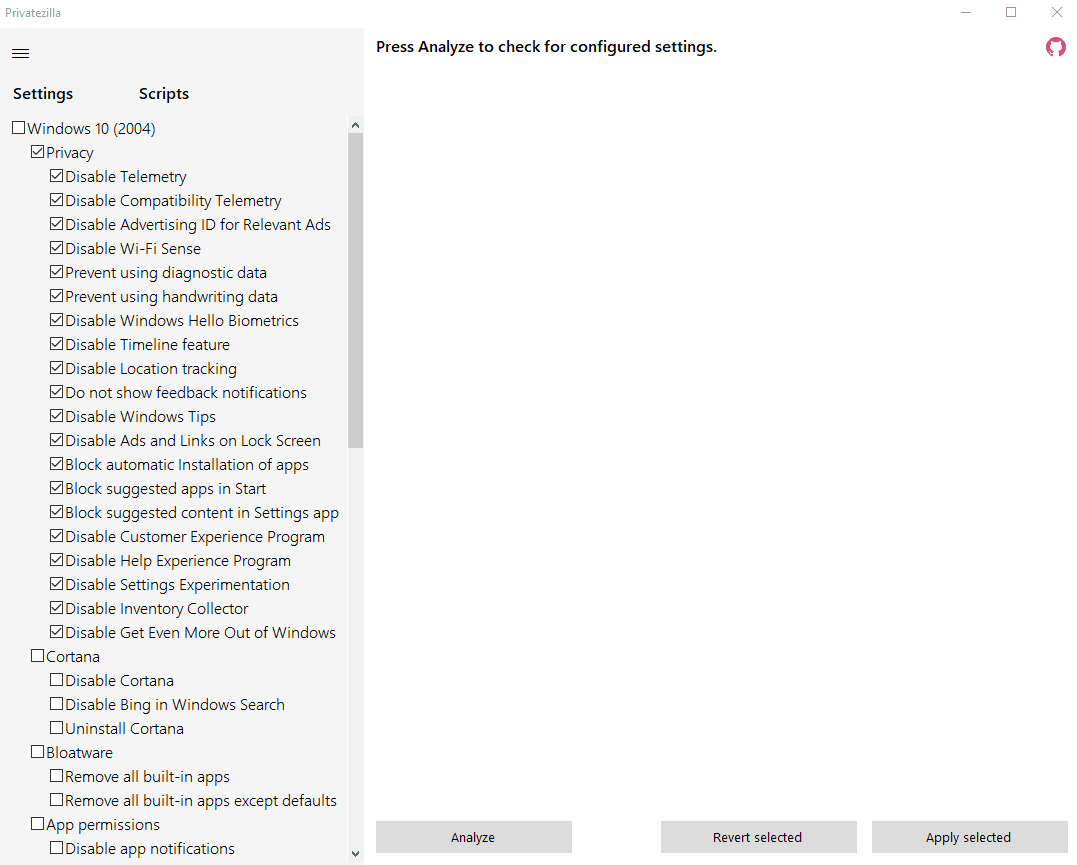 Privatezilla
Press Analyze to check for configured settings.
Settings
Scripts
Windows 10 (2004)
Privacy
Disable Telemetry
Disable Compatibility Telemetry
Disable Advertising ID for Relevant Ads
Disable Wi-Fi Sense
Prevent using diagnostic data
Prevent using handwriting data
Disable Windows Hello Biometrics
Disable Timeline feature
Disable Location tracking
Do not show feedback notifications
Disable Windows Tips
Disable Ads and Links on Lock Screen
Block automatic Installation of apps
Block suggested apps in Start
Block suggested content in Settings app
Disable Customer Experience Program
Disable Help Experience Program
Disable Settings Experimentation
Disable Inventory Collector
Disable Get Even More Out of Windows
Cortana
Disable Cortana
Disable Bing in Windows Search
Uninstall Cortana
Bloatware
Remove all built-in apps
Remove all built-in apps except defaults
App permissions
Disable app notifications
Analyze
Revert selected
Apply selected